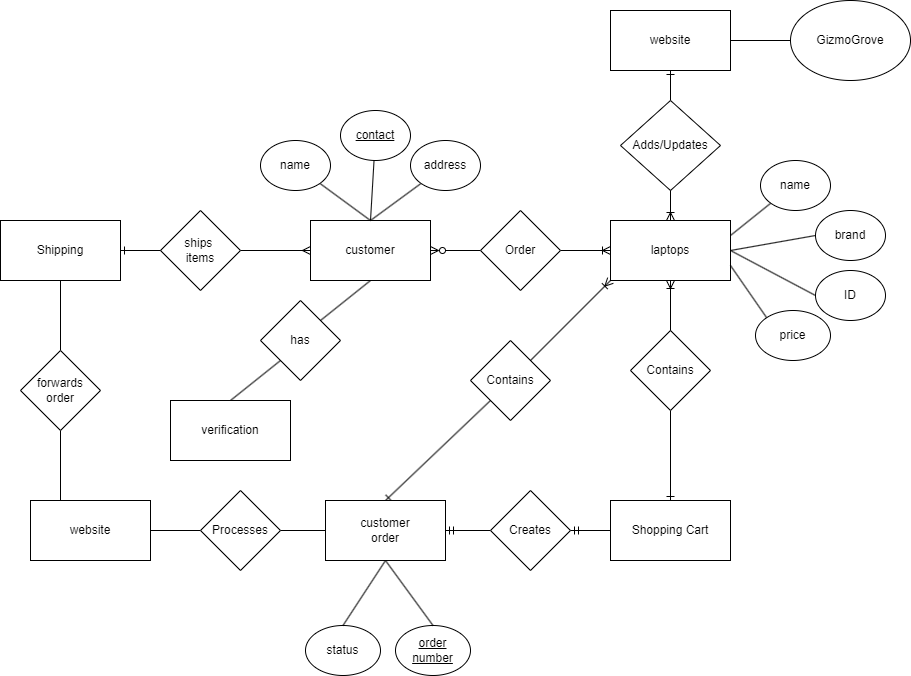 website
GizmoGrove
Adds/Updates
contact
name
address
name
brand
Shipping
ships
items
customer
Order
laptops
ID
price
has
Contains
Contains
forwards
order
verification
website
Processes
customer
order
Creates
Shopping Cart
status
order
number